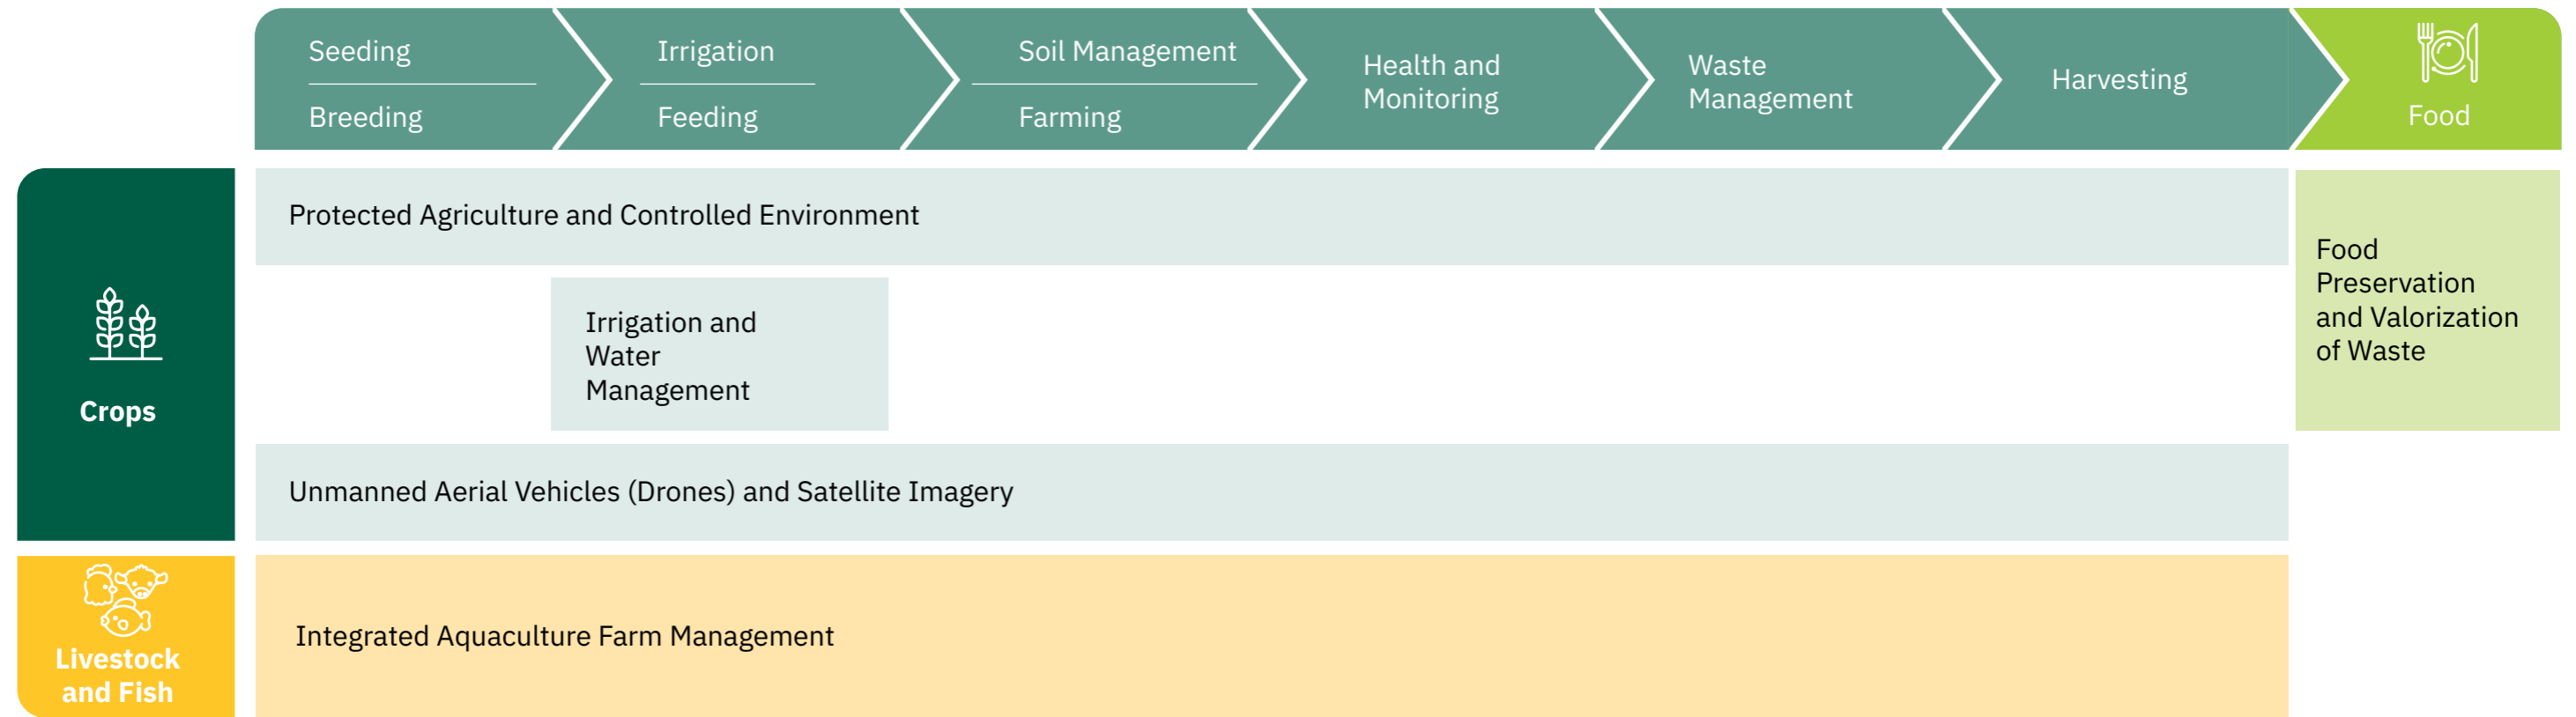 Seeding
Breeding
Irrigation
Feeding
Soil Management
Farming
Health and
Monitoring
Waste
Management
Harvesting
Food
Crops
Protected Agriculture and Controlled Environment
Irrigation and
Water
Management
Unmanned Aerial Vehicles (Drones) and Satellite Imagery
Food
Preservation
and Valorization
of Waste
Livestock
and Fish
Integrated Aquaculture Farm Management